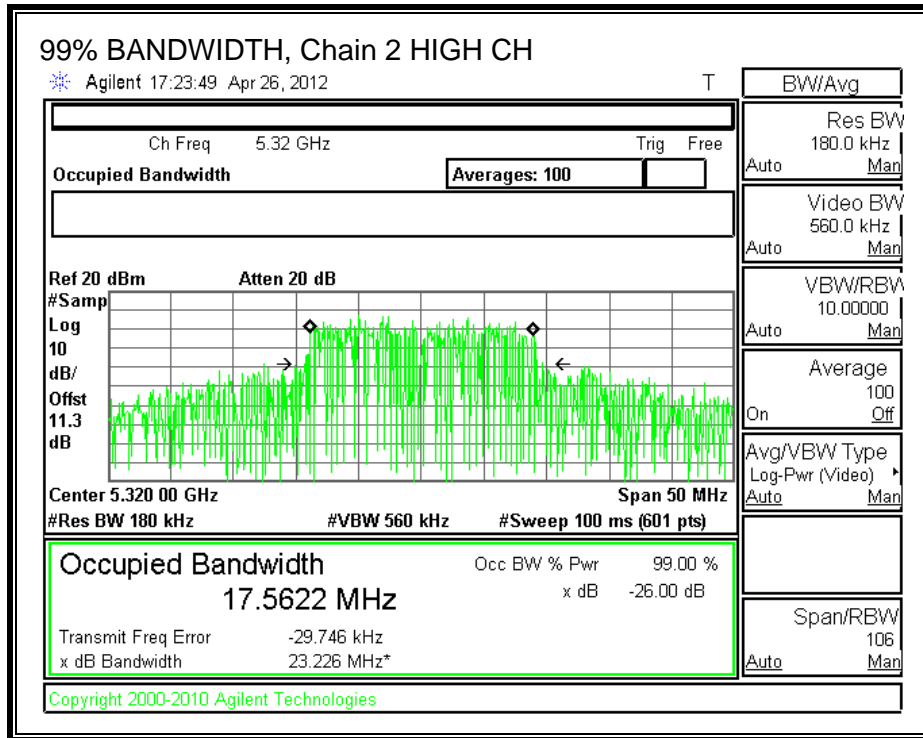 99% BANDWIDTH, Chain 2 HIGH CH
Agilent 17:23:49 Apr 26, 2012 T
Ch Freq 5.32 GHz Trig Free
Occupied Bandwidth Averages: 100
Ref 20 dBm Atten 20 dB
#Samp
Log
10
dB/
Offst
11.3
dB
Center 5.320 00 GHz Span 50 MHz
#Res BW 180 kHz #VBW 560 kHz #Sweep 100 ms (601 pts)
Occupied Bandwidth Occ BW % Pwr 99.00 %
17.5622 MHz x dB -26.00 dB
Transmit Freq Error -29.746 kHz
x dB Bandwidth 23.226 MHz*
Copyright 2000-2010 Agilent Technologies
BW/Avg
Res BW
180.0 kHz
Auto Man
Video BW
560.0 kHz
Auto Man
VBW/RBW
10.00000
Auto Man
Average
100
On Off
Avg/VBW Type
Log-Pwr (Video)
Auto Man
Span/RBW
106
Auto Man